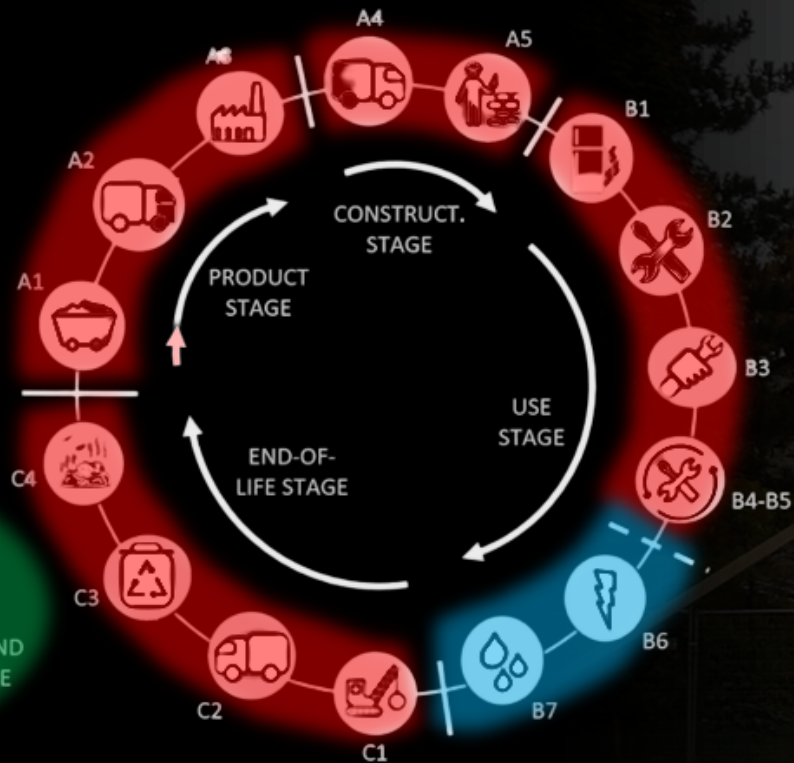 A4
A5
A3
B1
A2
B2
CONSTRUCT.
STAGE
PRODUCT
STAGE
A1
B3
USE
STAGE
END-OF-
LIFE STAGE
C4
B4-B5
C3
B6
C2
B7
C1